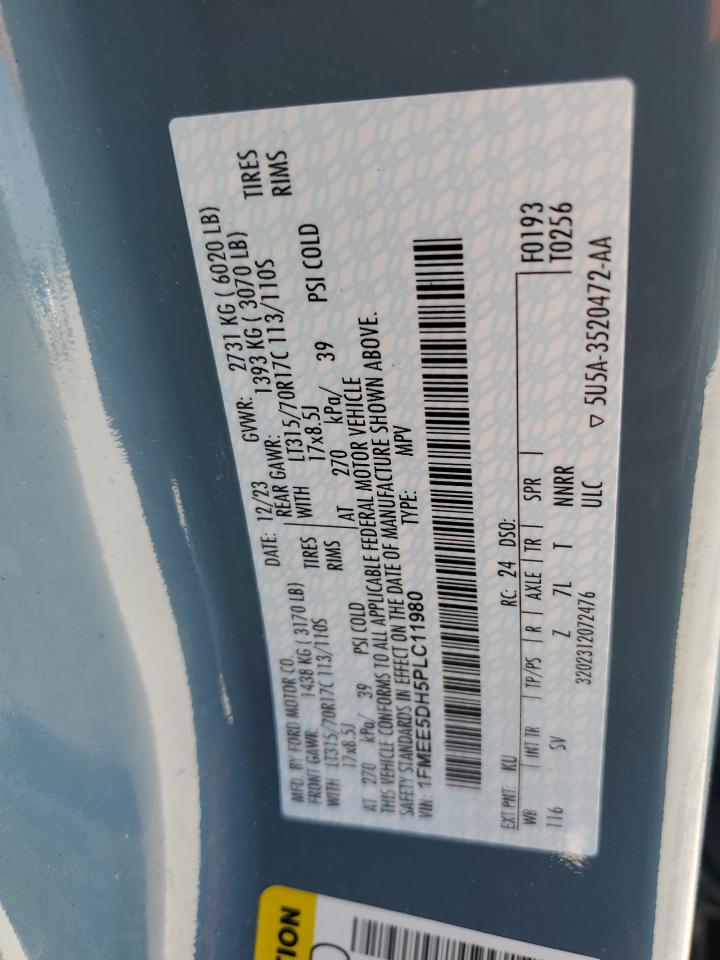 MFD. BY FORD MOTOR CO. DATE: 12/23 GVWR: 2731 KG ( 6020 LB)
FRONT GAWR: 1438 KG ( 3170 LB) REAR GAWR: 1393 KG ( 3070 LB)
WITH LT315/70R17C 113/110S TIRES WITH LT315/70R17C 113/110S TIRES
17x8.5J RIMS 17x8.5J RIMS
AT 270 kPa/ 39 PSI COLD AT 270 kPa/ 39 PSI COLD
THIS VEHICLE CONFORMS TO ALL APPLICABLE FEDERAL MOTOR VEHICLE
SAFETY STANDARDS IN EFFECT ON THE DATE OF MANUFACTURE SHOWN ABOVE.
VIN: 1FMEE5DH5PLC11980 TYPE: MPV
EXT PNT: KU RC: 24 DSO: F0193
WB INT TR TP/PS R AXLE TR SPR T0256
116 SV Z 7L T NNRR
3202312072476 ULC ▽ 5U5A-3520472-AA
TION